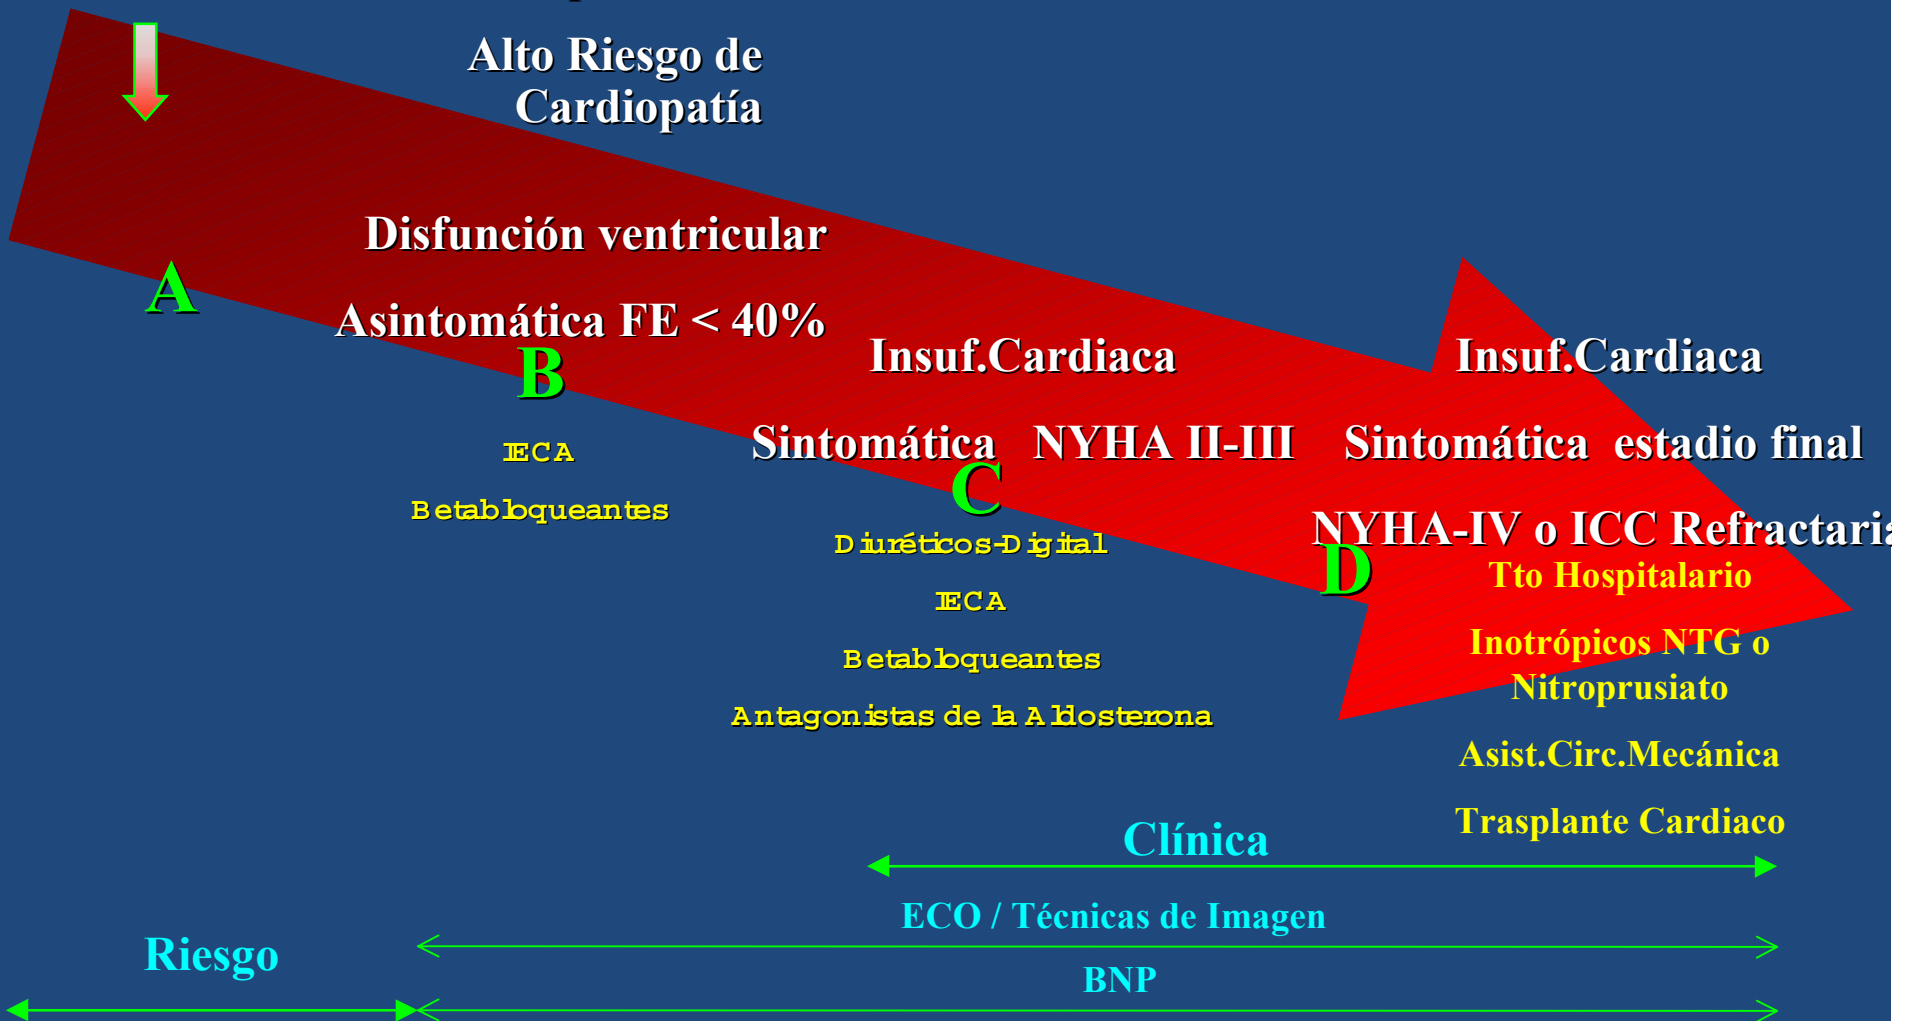 Alto Riesgo de
Cardiopatía
Disfunción ventricular
Asintomática FE < 40%
A
B
IECA
Betabloqueantes
Insuf.Cardiaca
Sintomática NYHA II-III
C
Diuréticos-Digital
IECA
Betabloqueantes
Antagonistas de la Aldosterona
Insuf.Cardiaca
Sintomática estadio final
NYHA-IV o ICC Refractaria
D
Tto Hospitalario
Inotrópicos NTG o
Nitroprusiato
Asist.Circ.Mecánica
Trasplante Cardiaco
Clínica
ECO / Técnicas de Imagen
Riesgo
BNP